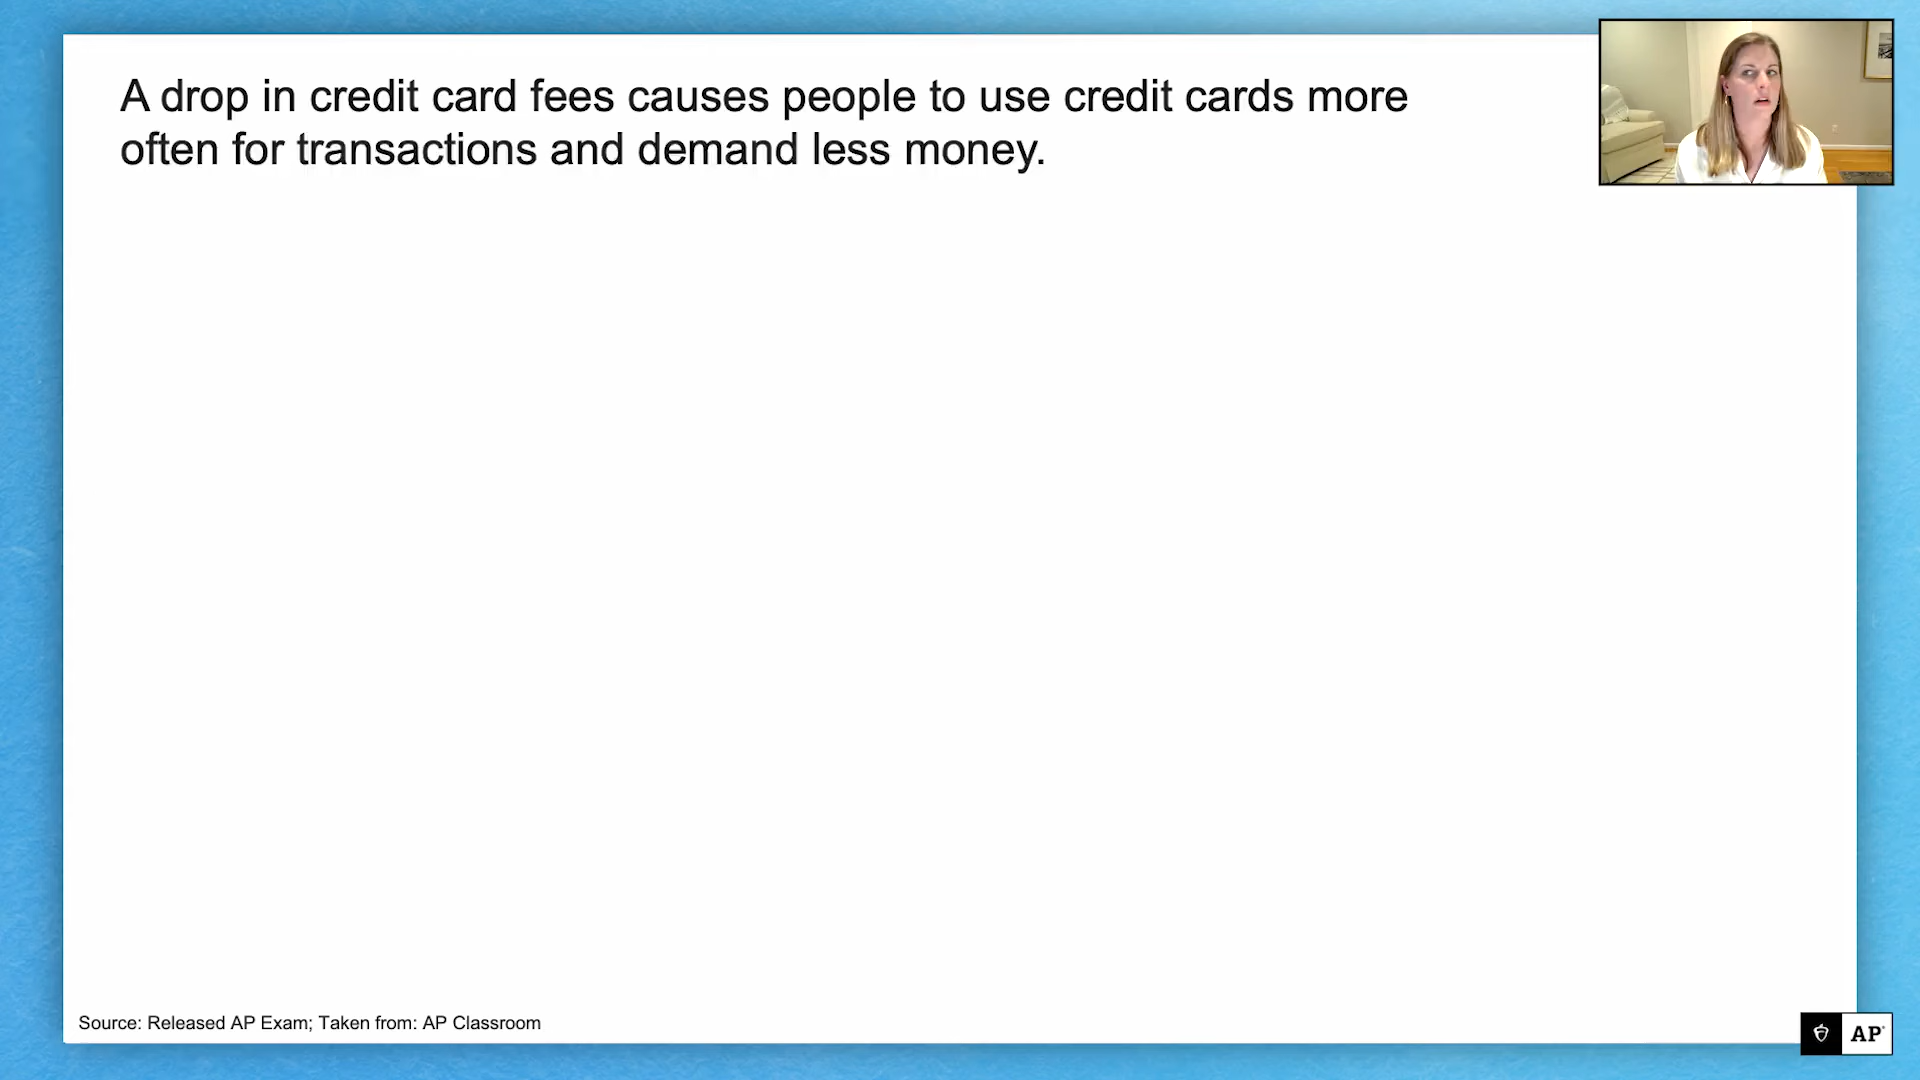 A drop in credit card fees causes people to use credit cards more
often for transactions and demand less money.
Source: Released AP Exam; Taken from: AP Classroom
AP